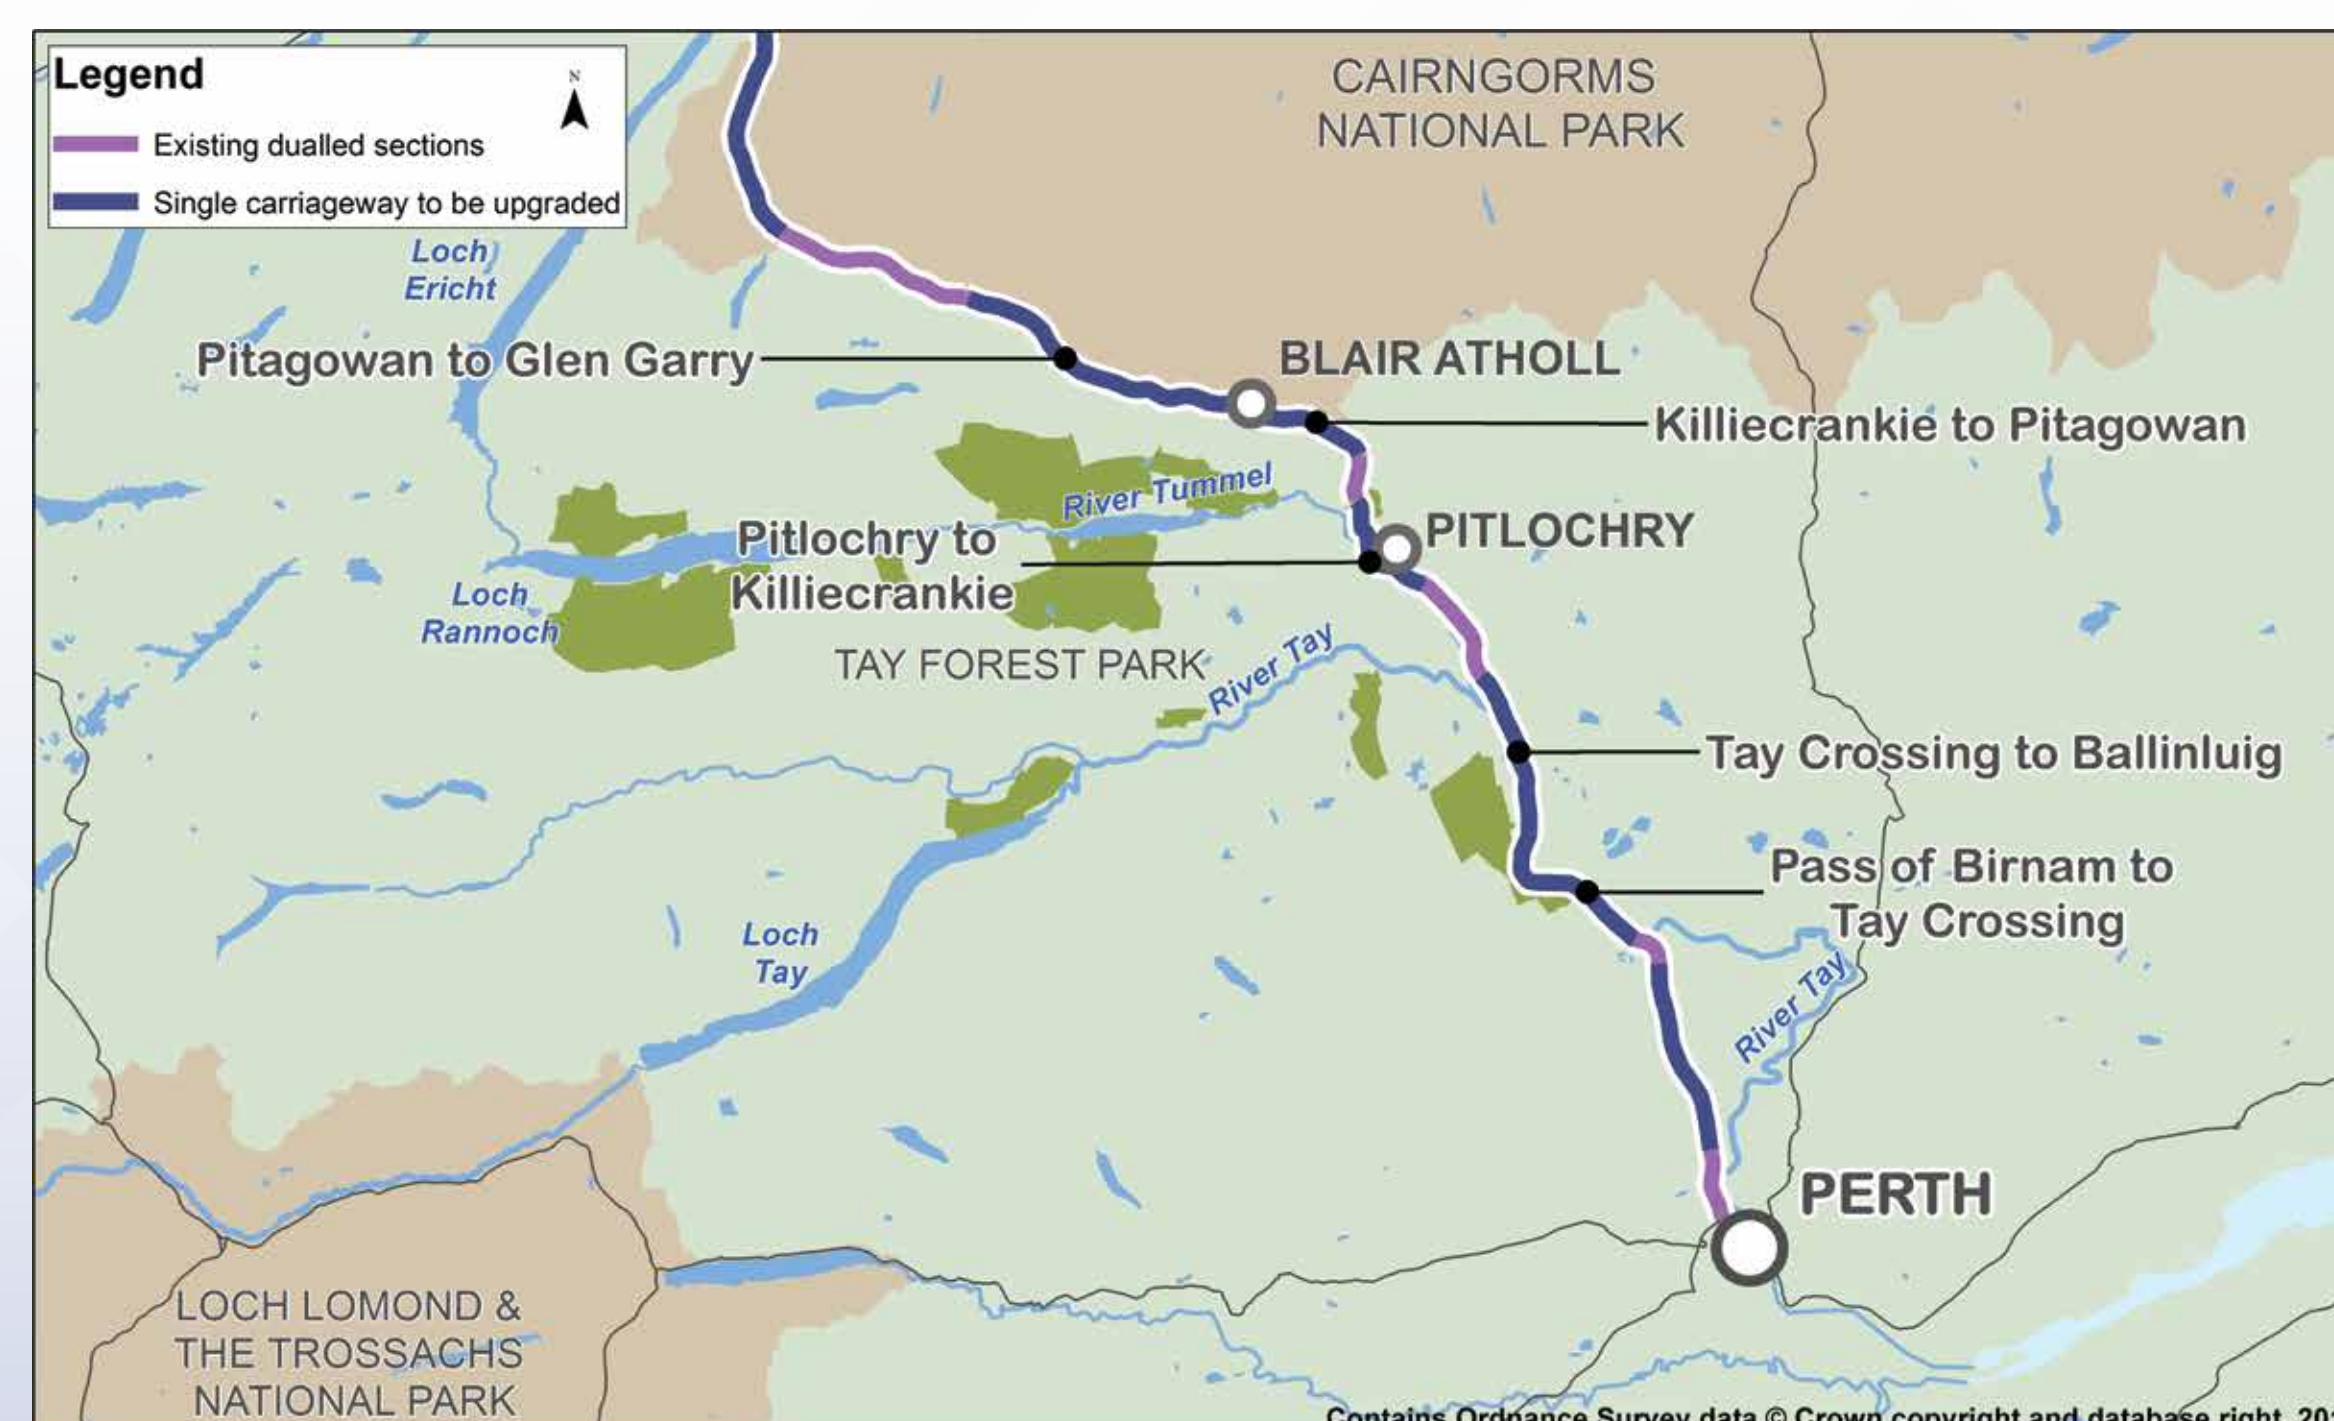 Legend
N
Existing dualled sections
Single carriageway to be upgraded
CAIRNGORMS
NATIONAL PARK
Loch
Ericht
Pitagowan to Glen Garry
BLAIR ATHOLL
Killiecrankie to Pitagowan
River Tummel
Pitlochry to
Killiecrankie
PITLOCHRY
Loch
Rannoch
TAY FOREST PARK
River Tay
Tay Crossing to Ballinluig
Pass of Birnam to
Tay Crossing
Loch
Tay
River Tay
PERTH
LOCH LOMOND &
THE TROSSACHS
NATIONAL PARK
Contains Ordnance Survey data © Crown copyright and database right